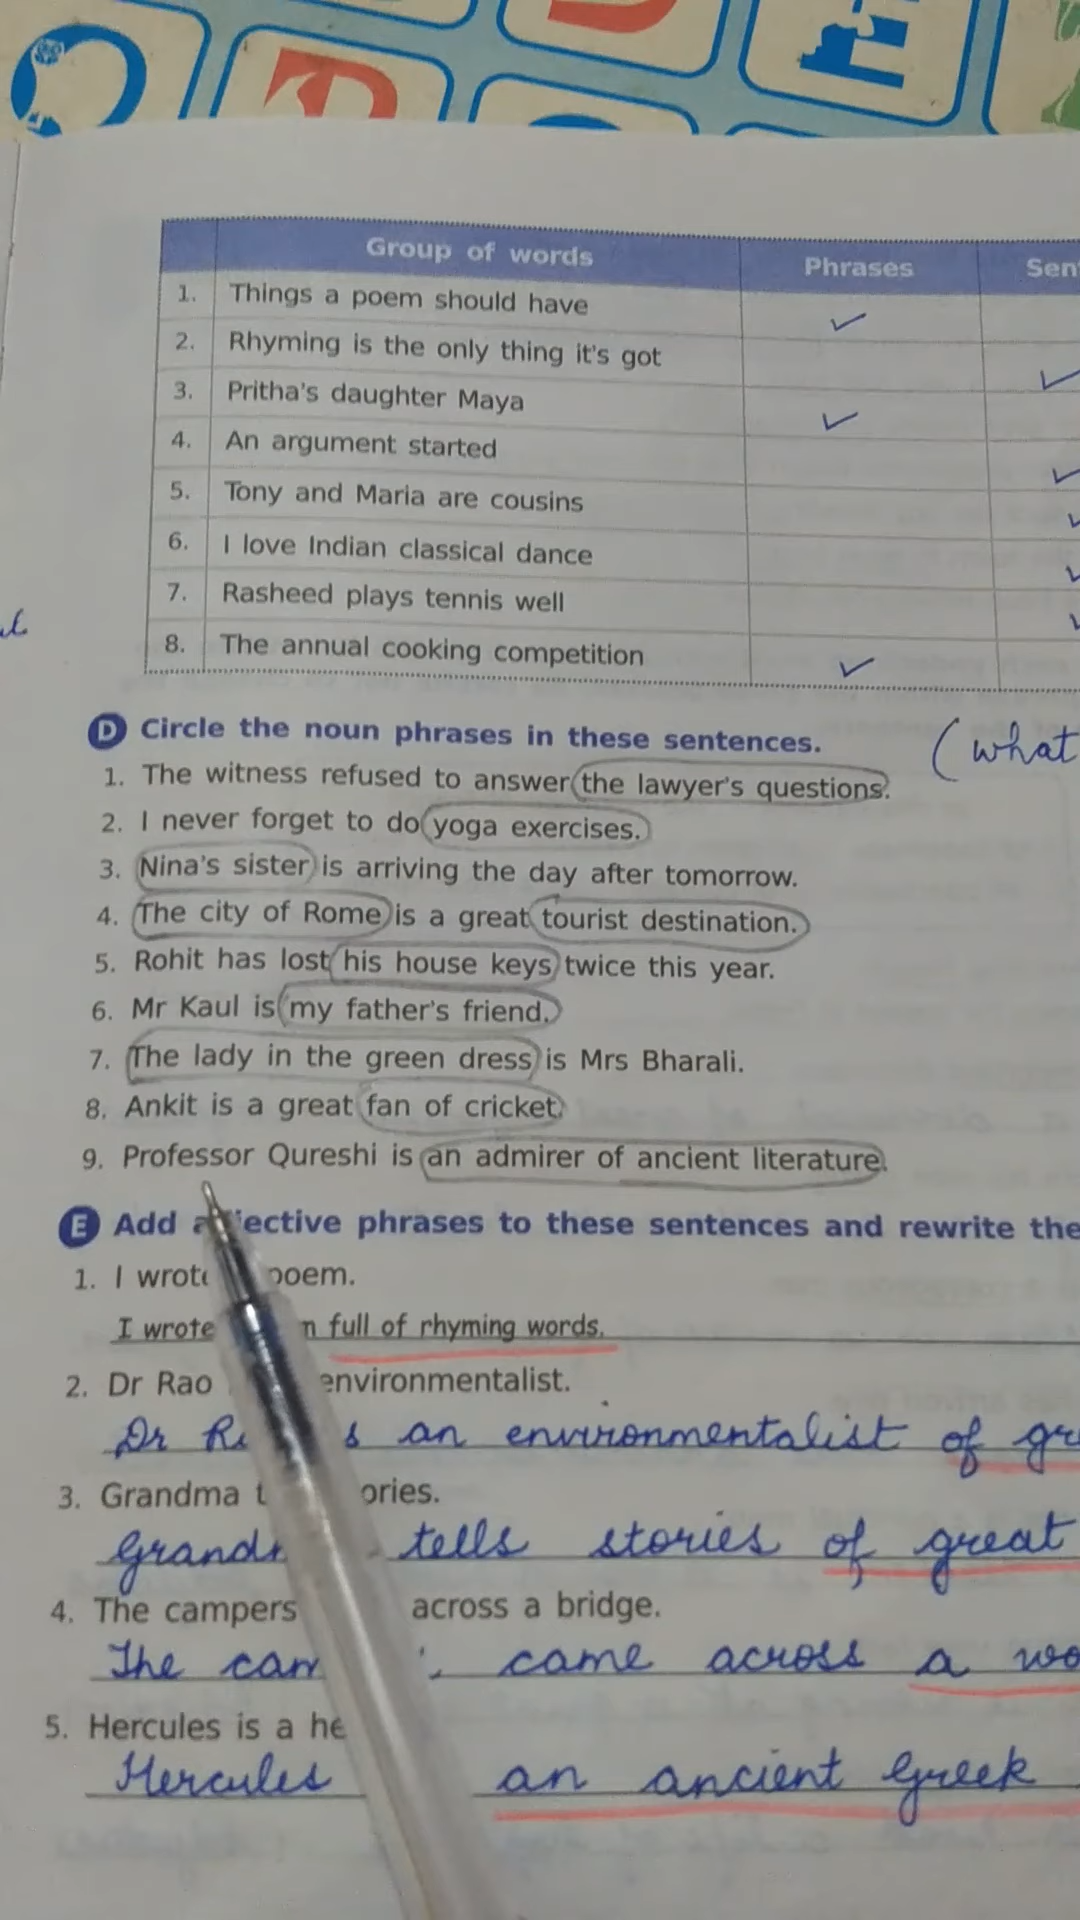 Group of words Phrases Sen
1. Things a poem should have
2. Rhyming is the only thing it's got
3. Pritha's daughter Maya
4. An argument started
5. Tony and Maria are cousins
6. I love Indian classical dance
7. Rasheed plays tennis well
8. The annual cooking competition
D Circle the noun phrases in these sentences. (what
1. The witness refused to answer the lawyer's questions.
2. I never forget to do yoga exercises.
3. Nina's sister is arriving the day after tomorrow.
4. The city of Rome is a great tourist destination.
5. Rohit has lost his house keys twice this year.
6. Mr Kaul is my father's friend.
7. The lady in the green dress is Mrs Bharali.
8. Ankit is a great fan of cricket.
9. Professor Qureshi is an admirer of ancient literature.
E Add jective phrases to these sentences and rewrite the
1. I wrot poem.
I wrote full of rhyming words.
2. Dr Rao environmentalist.
Dr an environmentalist of gr
3. Grandma t ories.
Grand tells stories of great
4. The campers across a bridge.
The cam came across a wo
5. Hercules is a he
Hercules an ancient Greek